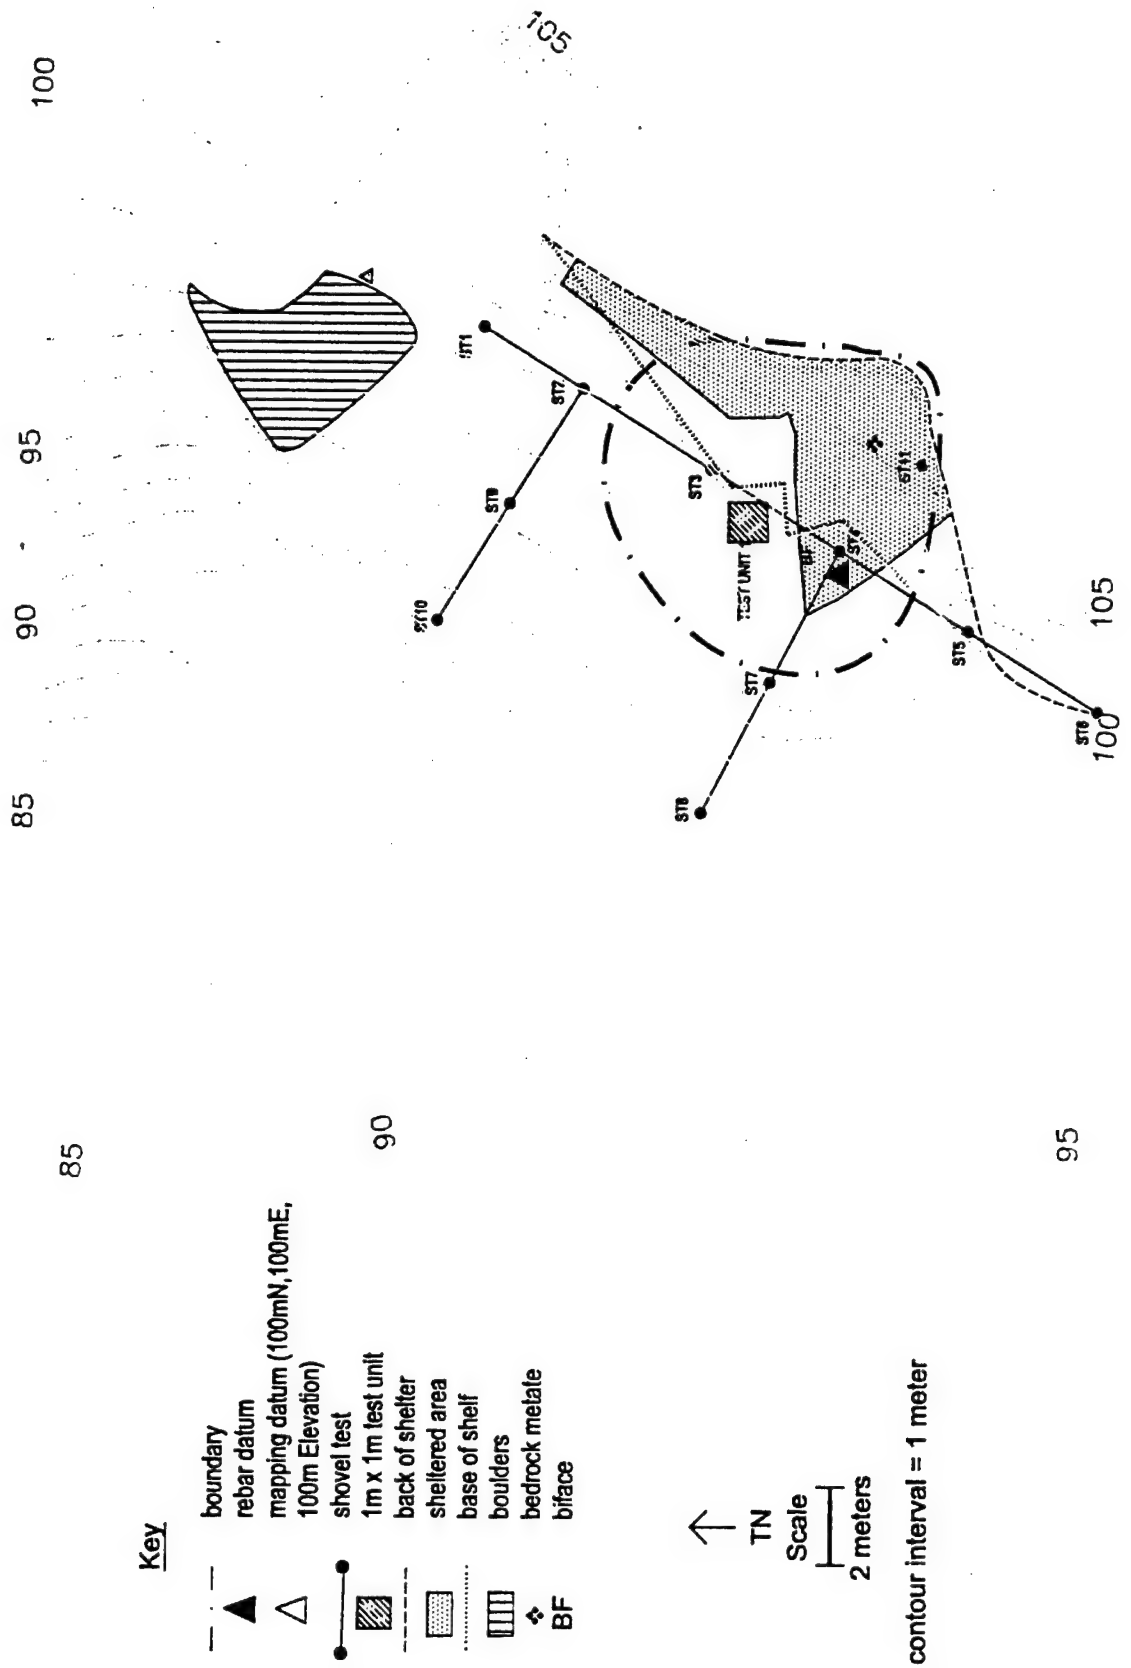 Key
boundary
rebar datum
mapping datum (100mN,100mE,
100m Elevation)
shovel test
1m x 1m test unit
back of shelter
sheltered area
base of shelf
boulders
bedrock metate
BF biface
TN
Scale
2 meters
contour interval = 1 meter
85
90
95
85
90
95
100
105
100
105
ST1
ST7
ST3
ST9
ST10
TEST UNIT 1
BF
ST4
ST11
ST7
ST8
ST5
ST6